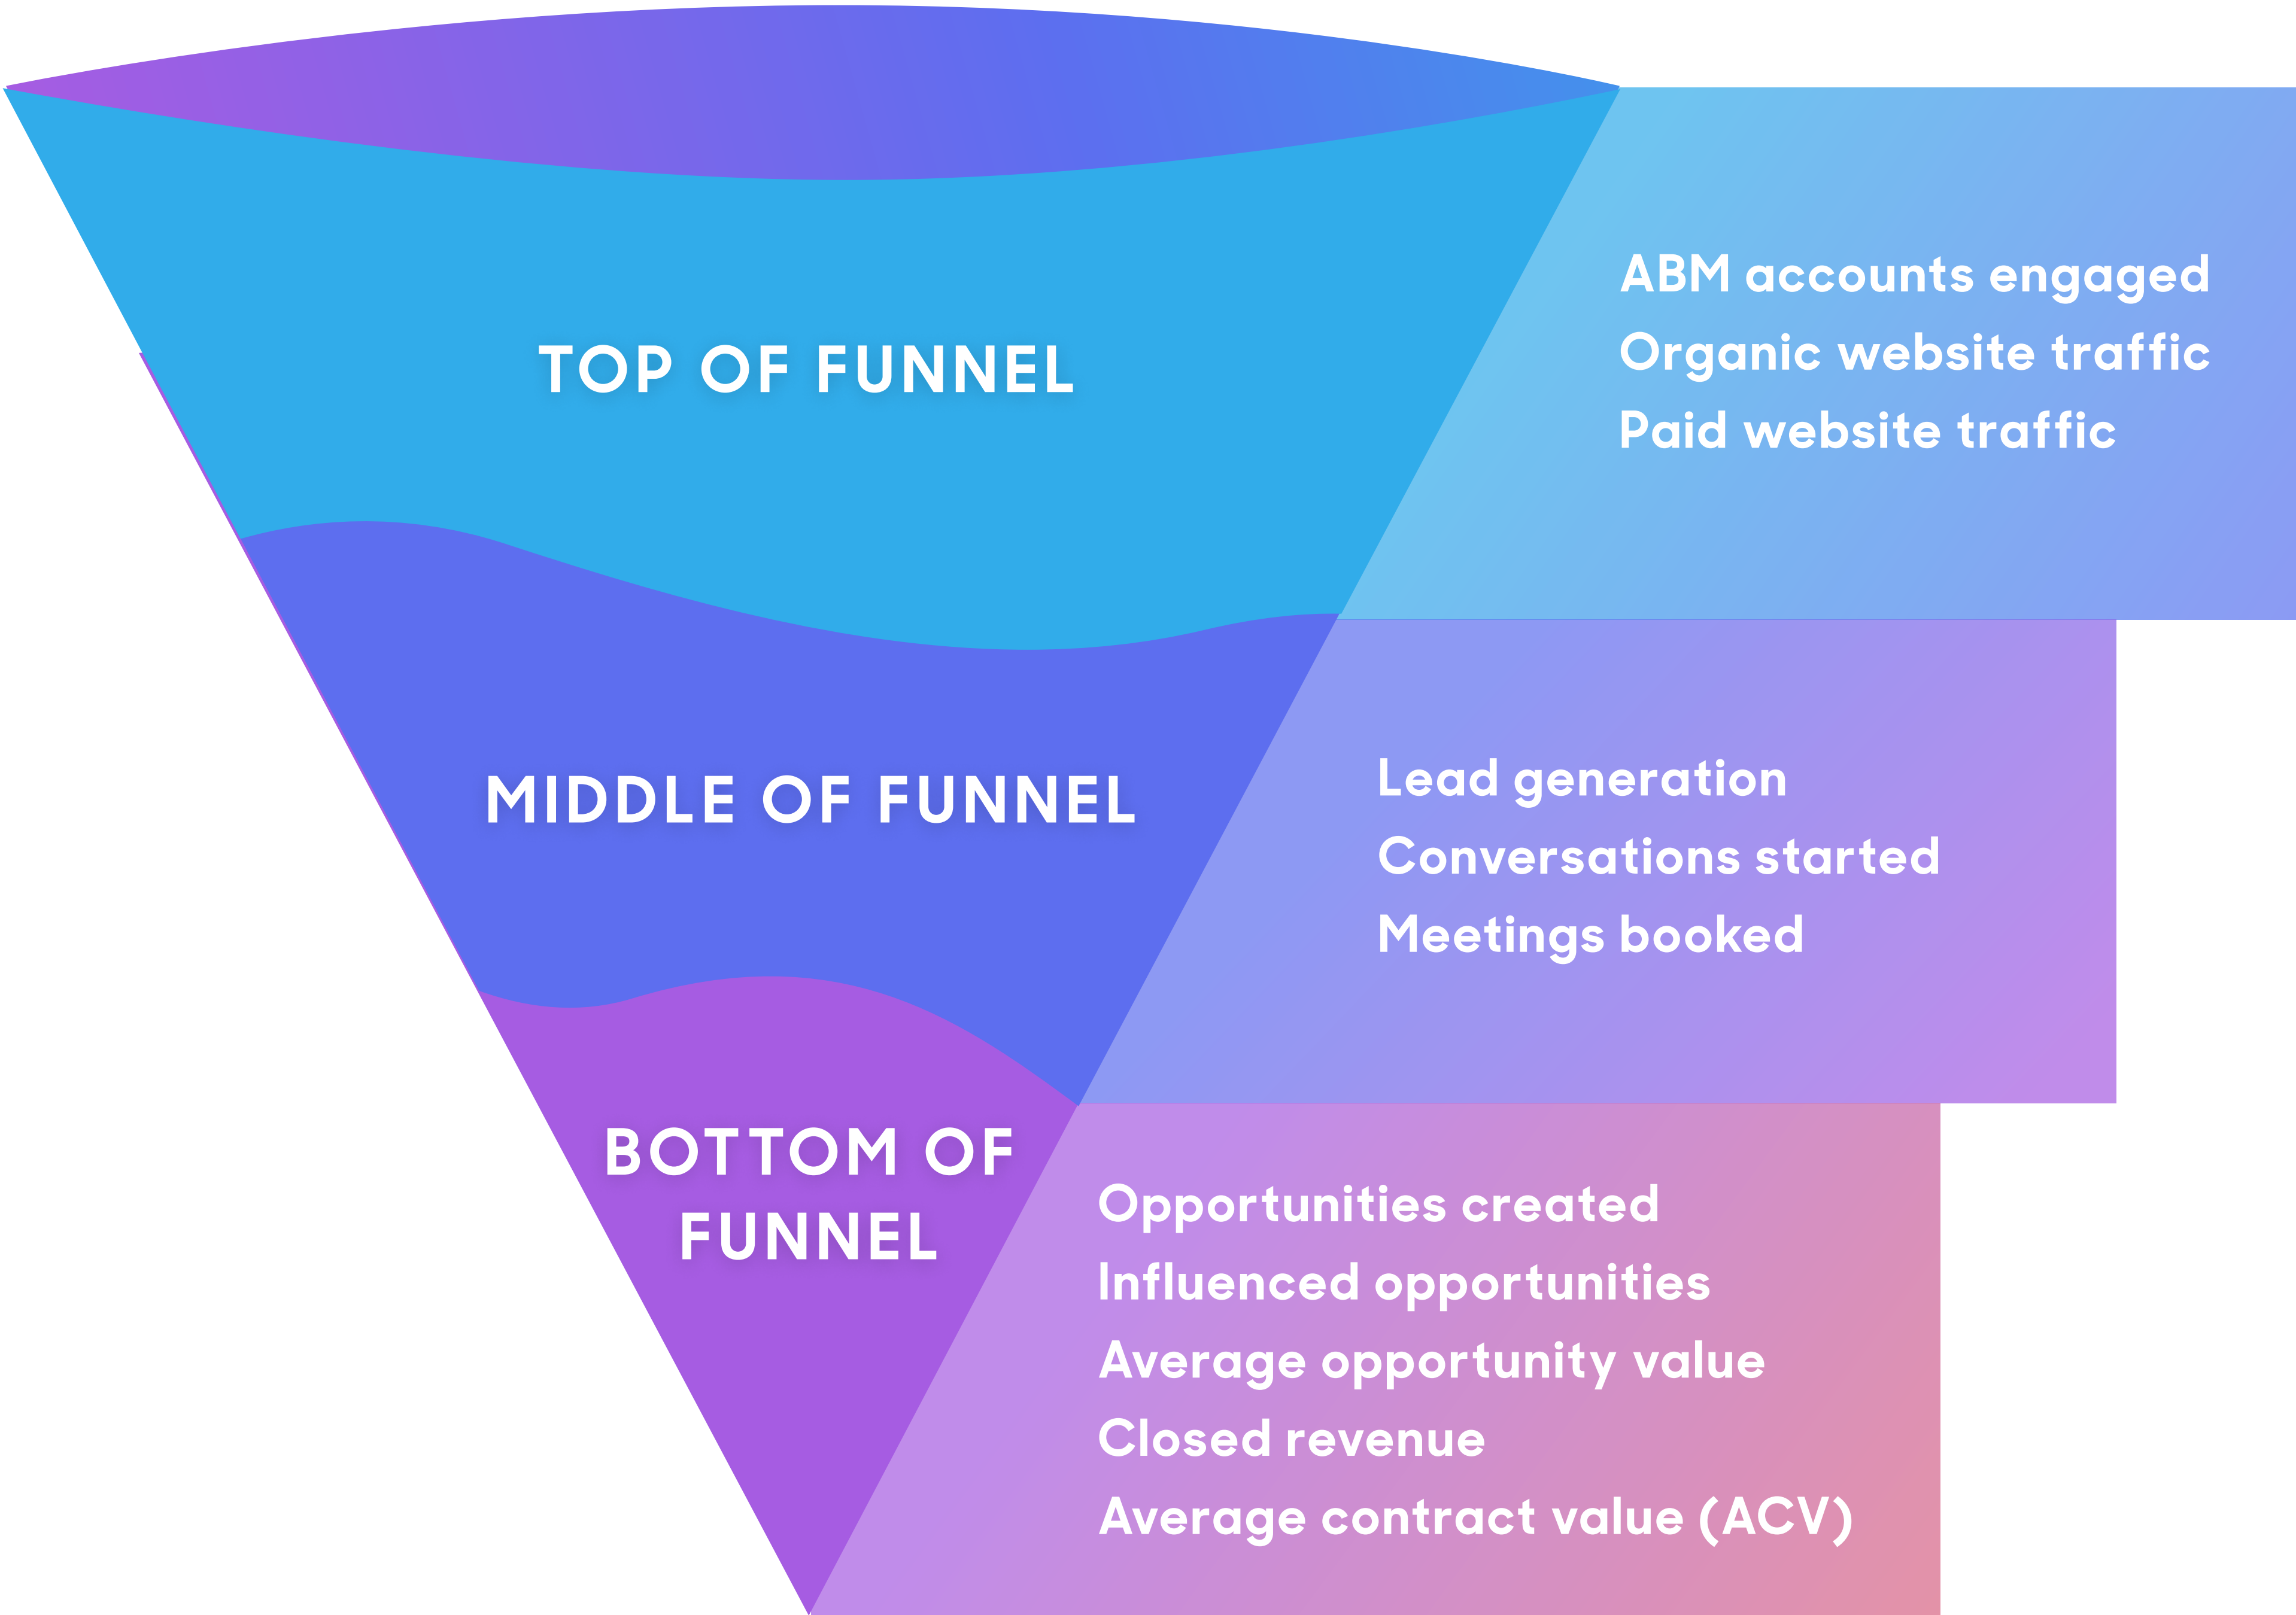 TOP OF FUNNEL
ABM accounts engaged
Organic website traffic
Paid website traffic
MIDDLE OF FUNNEL
Lead generation
Conversations started
Meetings booked
BOTTOM OF
FUNNEL
Opportunities created
Influenced opportunities
Average opportunity value
Closed revenue
Average contract value (ACV)